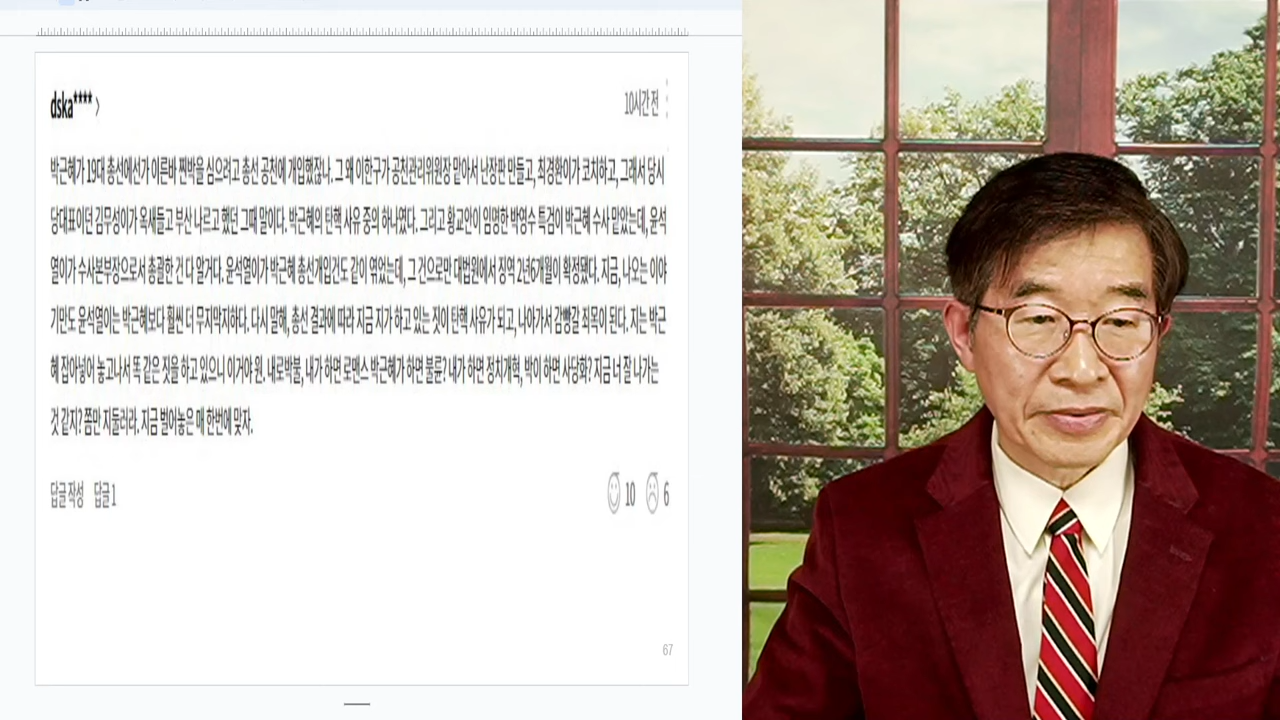 dska**** 〉
10시간 전
박근혜가 19대 총선에선가 이른바 찐박을 심으려고 총선 공천에 개입했잖나. 그 왜 이한구가 공천관리위원장 맡아서 난장판 만들고, 최경환이가 코치하고, 그래서 당시
당대표이던 김무성이가 옥새들고 부산 나르고 했던 그때 말이다. 박근혜의 탄핵 사유 중의 하나였다. 그리고 황교안이 임명한 박영수 특검이 박근혜 수사 맡았는데, 윤석
열이가 수사본부장으로서 총괄한 건 다 알거다. 윤석열이가 박근혜 총선개입건도 같이 엮었는데, 그 것으로만 대법원에서 징역 2년6개월이 확정됐다. 지금, 나오는 이야
기만도 윤석열이는 박근혜보다 훨씬 더 무지막지하다. 다시 말해, 총선 결과에 따라 지금 지가 하고 있는 짓이 탄핵 사유가 되고, 나아가서 감빵갈 죄목이 된다. 지는 박근
혜 잡아넣어 놓고나서 똑 같은 짓을 하고 있으니 이거야 원. 내로박불, 내가 하면 로맨스 박근혜가 하면 불륜? 내가 하면 정치개혁, 박이 하면 사당화? 지금 너 잘 나가는
것 같지? 쫌만 지둘러라. 지금 벌어놓은 매 한번에 맞자.
답글 작성 답글 1
10 6
67